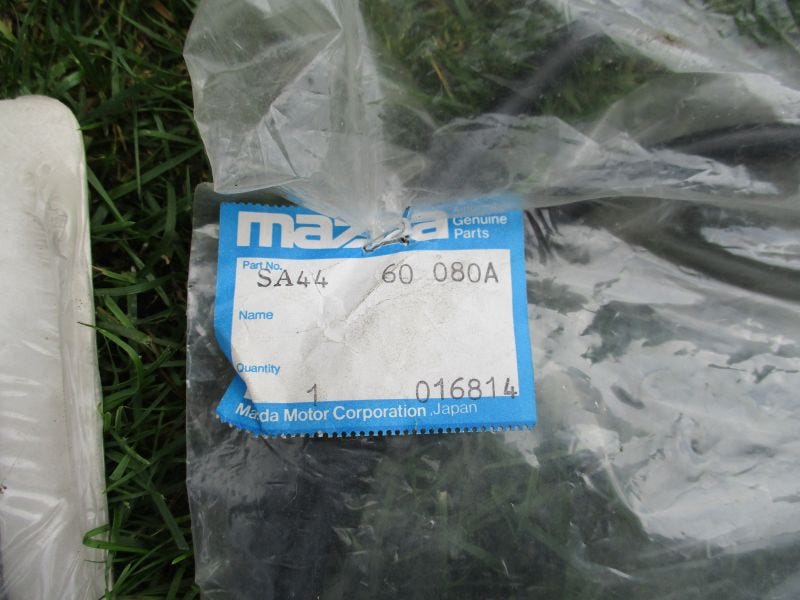 mazda
Genuine
Parts
Part No.
SA44 60 080A
Name
Quantity
1 016814
Mazda Motor Corporation Japan